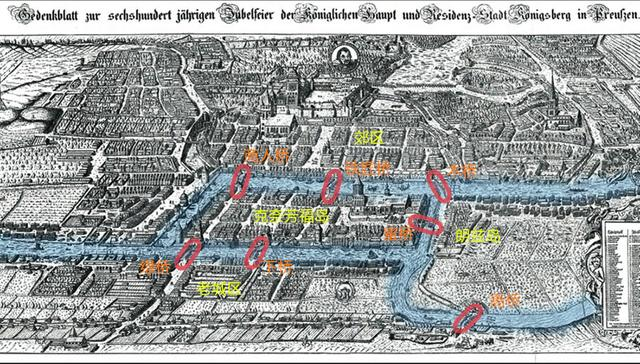 Gedenkblatt zur sechshundert jährigen Jubelfeier der Königlichen Haupt und Residenz-Stadt Königsberg in Preußen.
郊区
商人桥
铁匠桥
木桥
克奈芳福岛
蜜桥
朗兹岛
绿桥
下桥
老城区
高桥